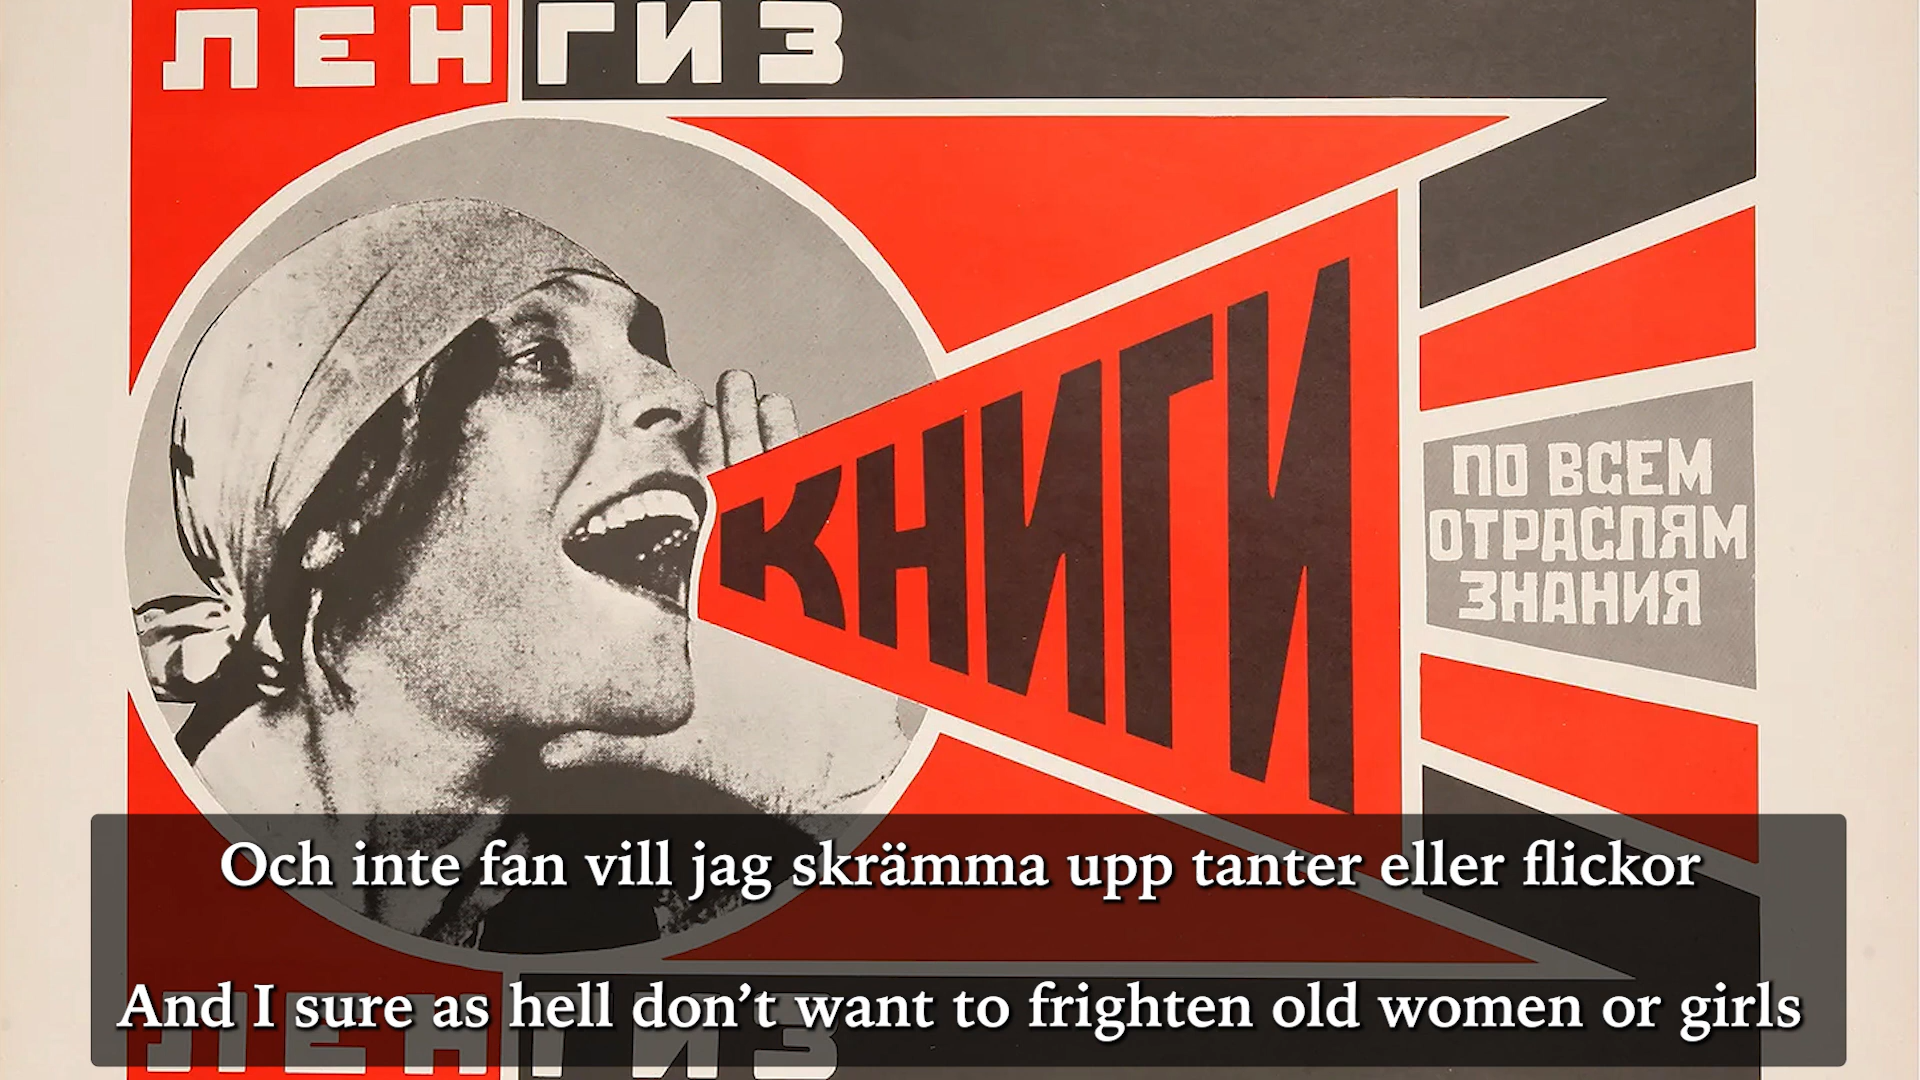 ЛЕНГИЗ
КНИГИ
ПО ВСЕМ
ОТРАСЛЯМ
ЗНАНИЯ
Och inte fan vill jag skrämma upp tanter eller flickor
And I sure as hell don’t want to frighten old women or girls
ЛЕНГИЗ